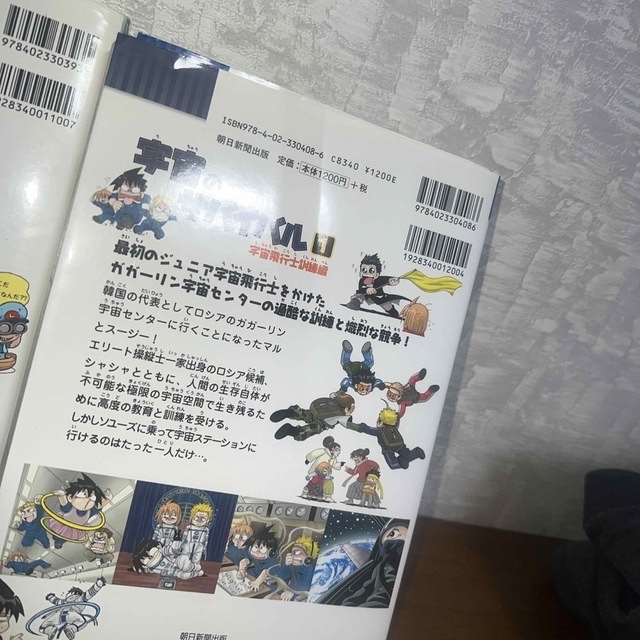 97840233039
928340011007
ISBN978-4-02-330408-6 C8340 ¥1200E
朝日新聞出版 定価:本体1200円+税
9784023304086
1928340012004
宇宙の
サバイバル1
宇宙飛行士訓練編
最初のジュニア宇宙飛行士をかけた
ガガーリン宇宙センターの過酷な訓練と熾烈な競争!
韓国の代表としてロシアのガガーリン
宇宙センターに行くことになったマル
とスージー!
エリート操縦士一家出身のロシア候補、
シャシャとともに、人間の生存自体が
不可能な極限の宇宙空間で生き残るた
めに高度の教育と訓練を受ける。
しかしソユーズに乗って宇宙ステーションに
行けるのはたった一人だけ…。
朝日新聞出版